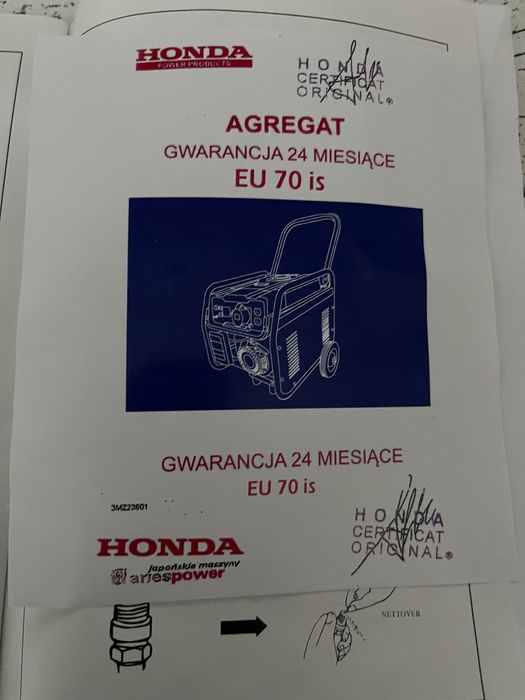 HONDA
POWER PRODUCTS
HONDA
CERTIFICAT
ORIGINAL®
AGREGAT
GWARANCJA 24 MIESIĄCE
EU 70 is
GWARANCJA 24 MIESIĄCE
EU 70 is
3MZ23601
HONDA
CERTIFICAT
ORIGINAL®
HONDA
japońskie maszyny
ariespower
NETTOYER